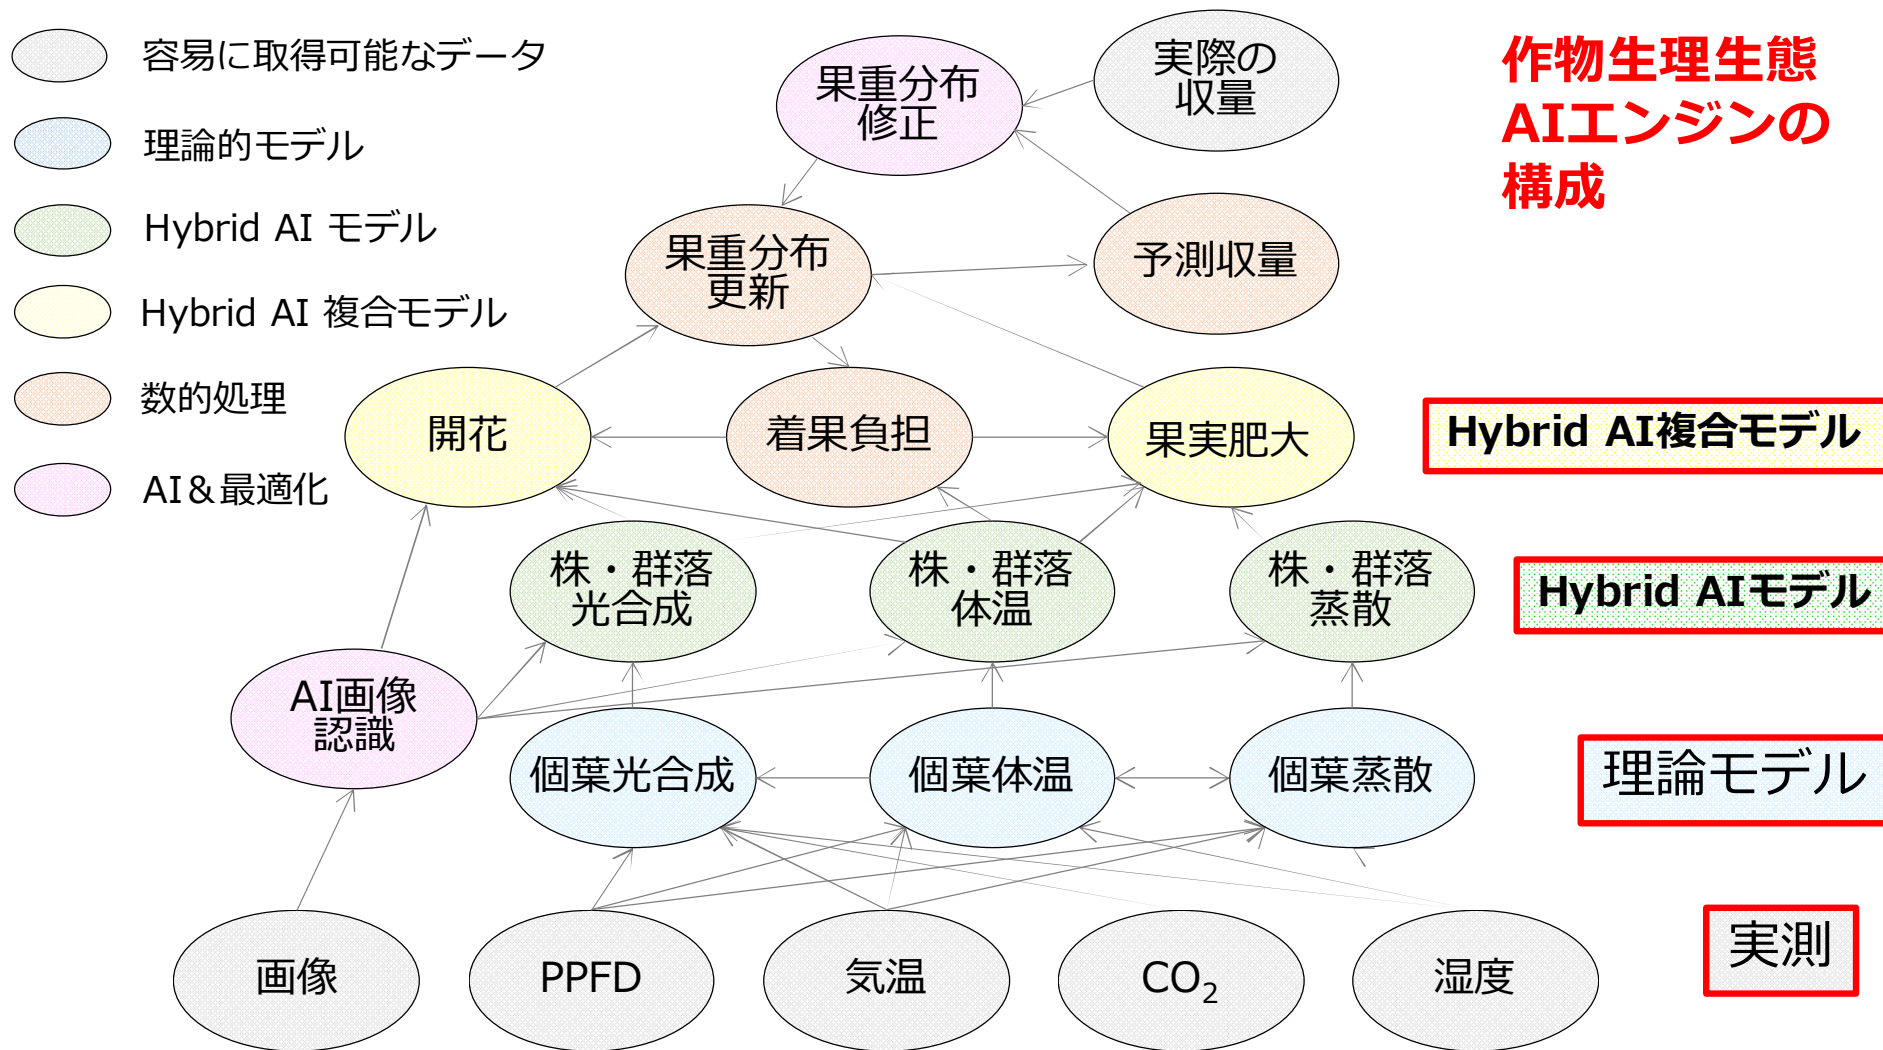 容易に取得可能なデータ
理論的モデル
Hybrid AI モデル
Hybrid AI 複合モデル
数的処理
AI＆最適化
作物生理生態
AIエンジンの
構成
果重分布
修正
実際の
収量
果重分布
更新
予測収量
開花
着果負担
果実肥大
Hybrid AI複合モデル
株・群落
光合成
株・群落
体温
株・群落
蒸散
Hybrid AIモデル
AI画像
認識
個葉光合成
個葉体温
個葉蒸散
理論モデル
画像
PPFD
気温
CO₂
湿度
実測